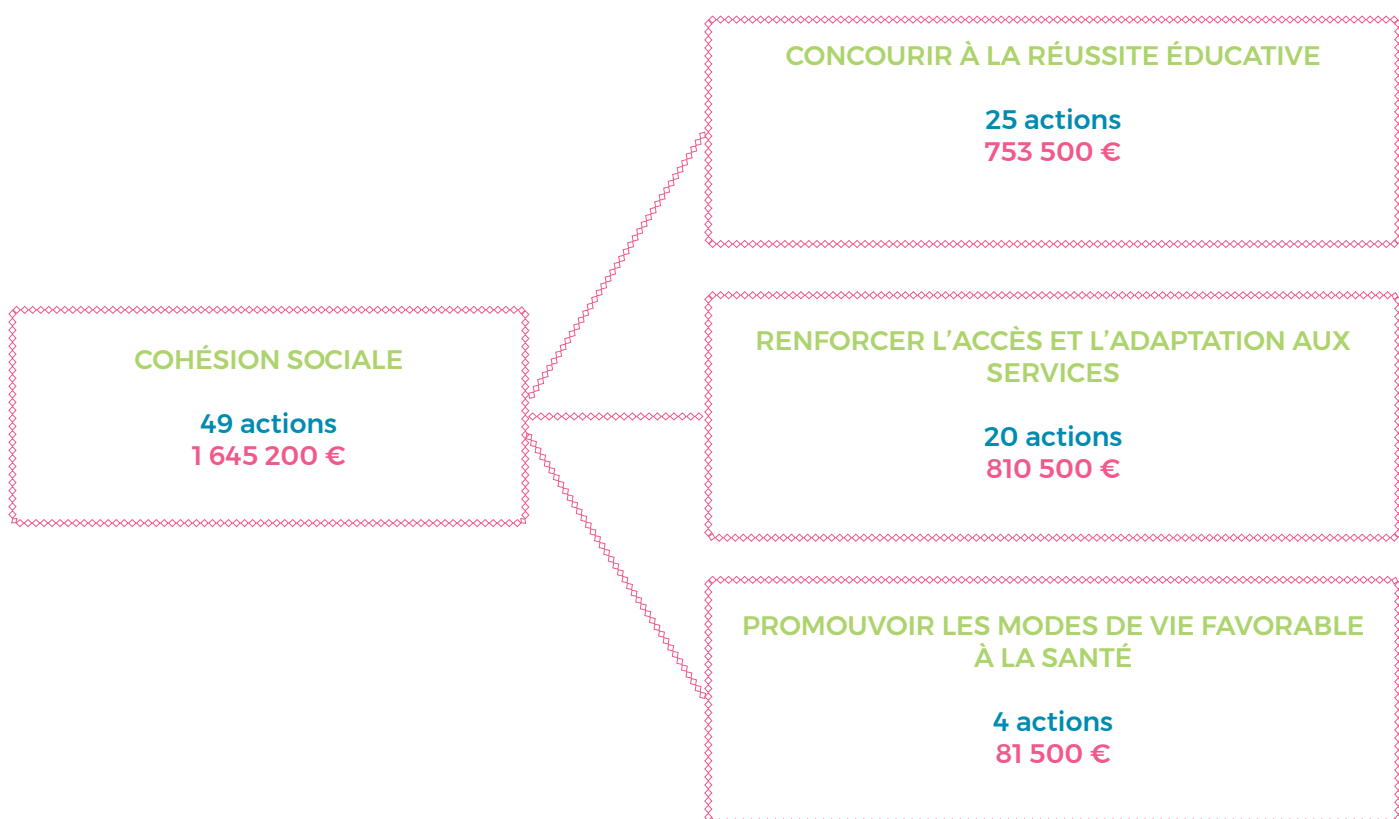 CONCOURIR À LA RÉUSSITE ÉDUCATIVE
25 actions
753 500 €
COHÉSION SOCIALE
49 actions
1 645 200 €
RENFORCER L’ACCÈS ET L’ADAPTATION AUX
SERVICES
20 actions
810 500 €
PROMOUVOIR LES MODES DE VIE FAVORABLE
À LA SANTÉ
4 actions
81 500 €